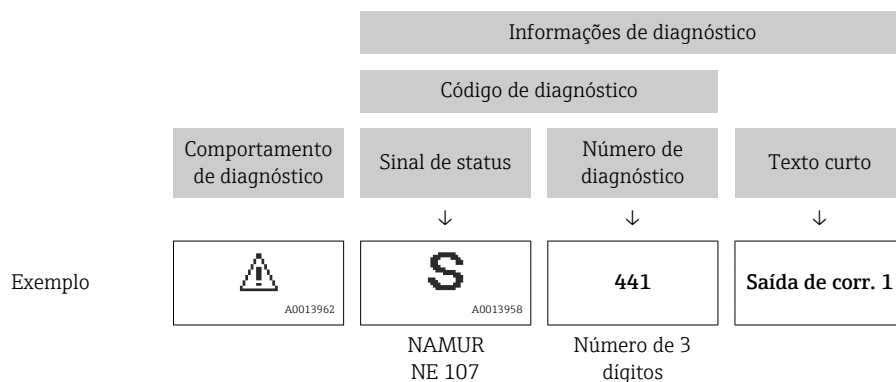 Informações de diagnóstico
Código de diagnóstico
Comportamento
de diagnóstico
Sinal de status
Número de
diagnóstico
Texto curto
Exemplo
A0013962
S
A0013958
441
Saída de corr. 1
NAMUR
NE 107
Número de 3
dígitos